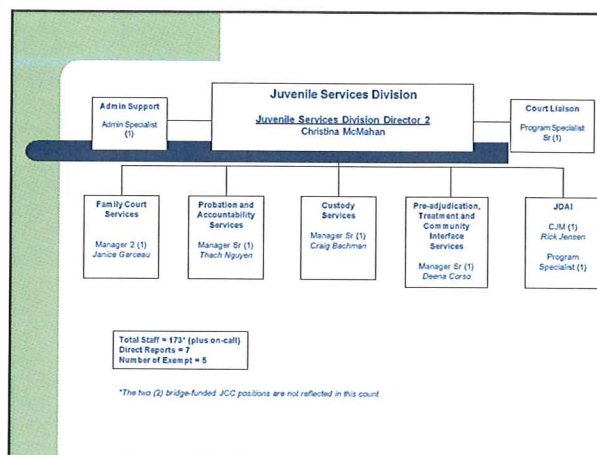 Juvenile Services Division
Juvenile Services Division Director 2
Christina McMahan
Admin Support
Admin Specialist
(1)
Court Liaison
Program Specialist
Sr (1)
Family Court
Services
Manager 2 (1)
Janice Garceau
Probation and
Accountability
Services
Manager Sr (1)
Thach Nguyen
Custody
Services
Manager Sr (1)
Craig Bachman
Pre-adjudication,
Treatment and
Community
Interface
Services
Manager Sr (1)
Deena Corso
JDAI
CJM (1)
Rick Jensen
Program
Specialist (1)
Total Staff = 173* (plus on-call)
Direct Reports = 7
Number of Exempt = 5
*The two (2) bridge-funded JCC positions are not reflected in this count.